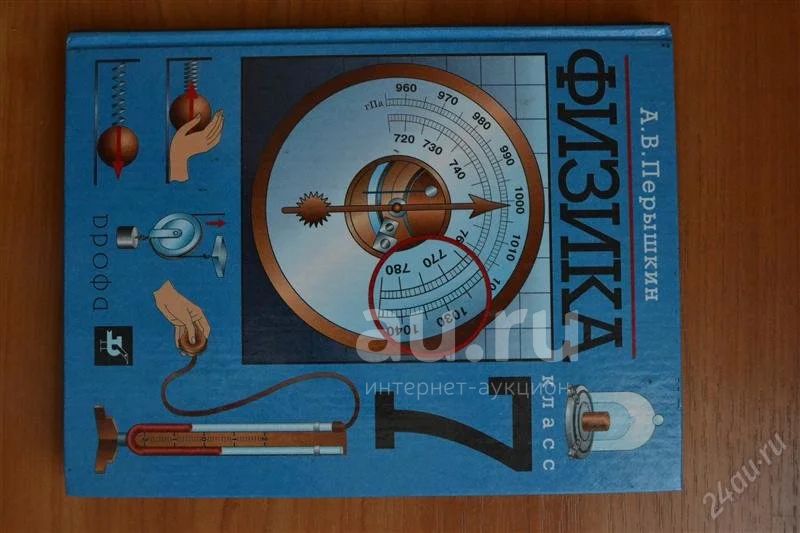 А.В.Перышкин
ФИЗИКА
7
класс
гПа
960
970
980
990
1000
1010
1030
1040
720
730
740
770
780
дрофа
au.ru
интернет-аукцион
24au.ru